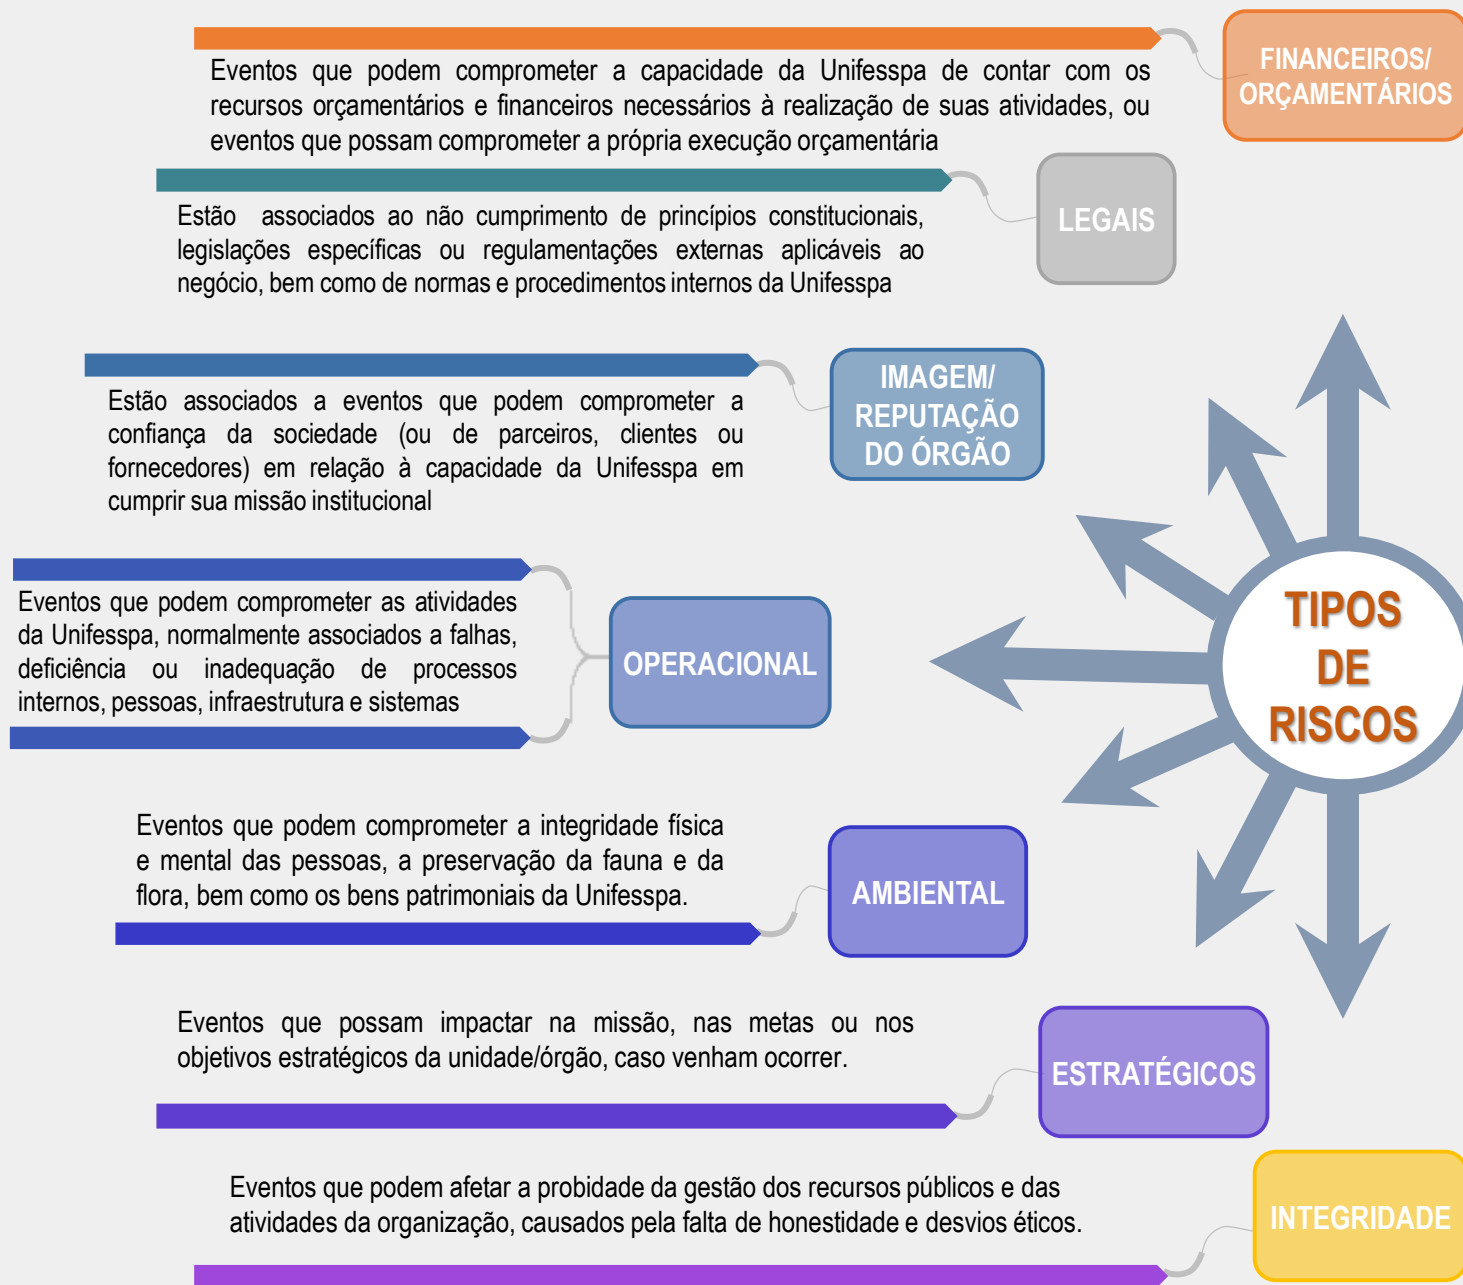 FINANCEIROS/
ORÇAMENTÁRIOS
Eventos que podem comprometer a capacidade da Unifesspa de contar com os
recursos orçamentários e financeiros necessários à realização de suas atividades, ou
eventos que possam comprometer a própria execução orçamentária
LEGAIS
Estão associados ao não cumprimento de princípios constitucionais,
legislações específicas ou regulamentações externas aplicáveis ao
negócio, bem como de normas e procedimentos internos da Unifesspa
IMAGEM/
REPUTAÇÃO
DO ÓRGÃO
Estão associados a eventos que podem comprometer a
confiança da sociedade (ou de parceiros, clientes ou
fornecedores) em relação à capacidade da Unifesspa em
cumprir sua missão institucional
OPERACIONAL
Eventos que podem comprometer as atividades
da Unifesspa, normalmente associados a falhas,
deficiência ou inadequação de processos
internos, pessoas, infraestrutura e sistemas
TIPOS
DE
RISCOS
Eventos que podem comprometer a integridade física
e mental das pessoas, a preservação da fauna e da
flora, bem como os bens patrimoniais da Unifesspa.
AMBIENTAL
Eventos que possam impactar na missão, nas metas ou nos
objetivos estratégicos da unidade/órgão, caso venham ocorrer.
ESTRATÉGICOS
Eventos que podem afetar a probidade da gestão dos recursos públicos e das
atividades da organização, causados pela falta de honestidade e desvios éticos.
INTEGRIDADE